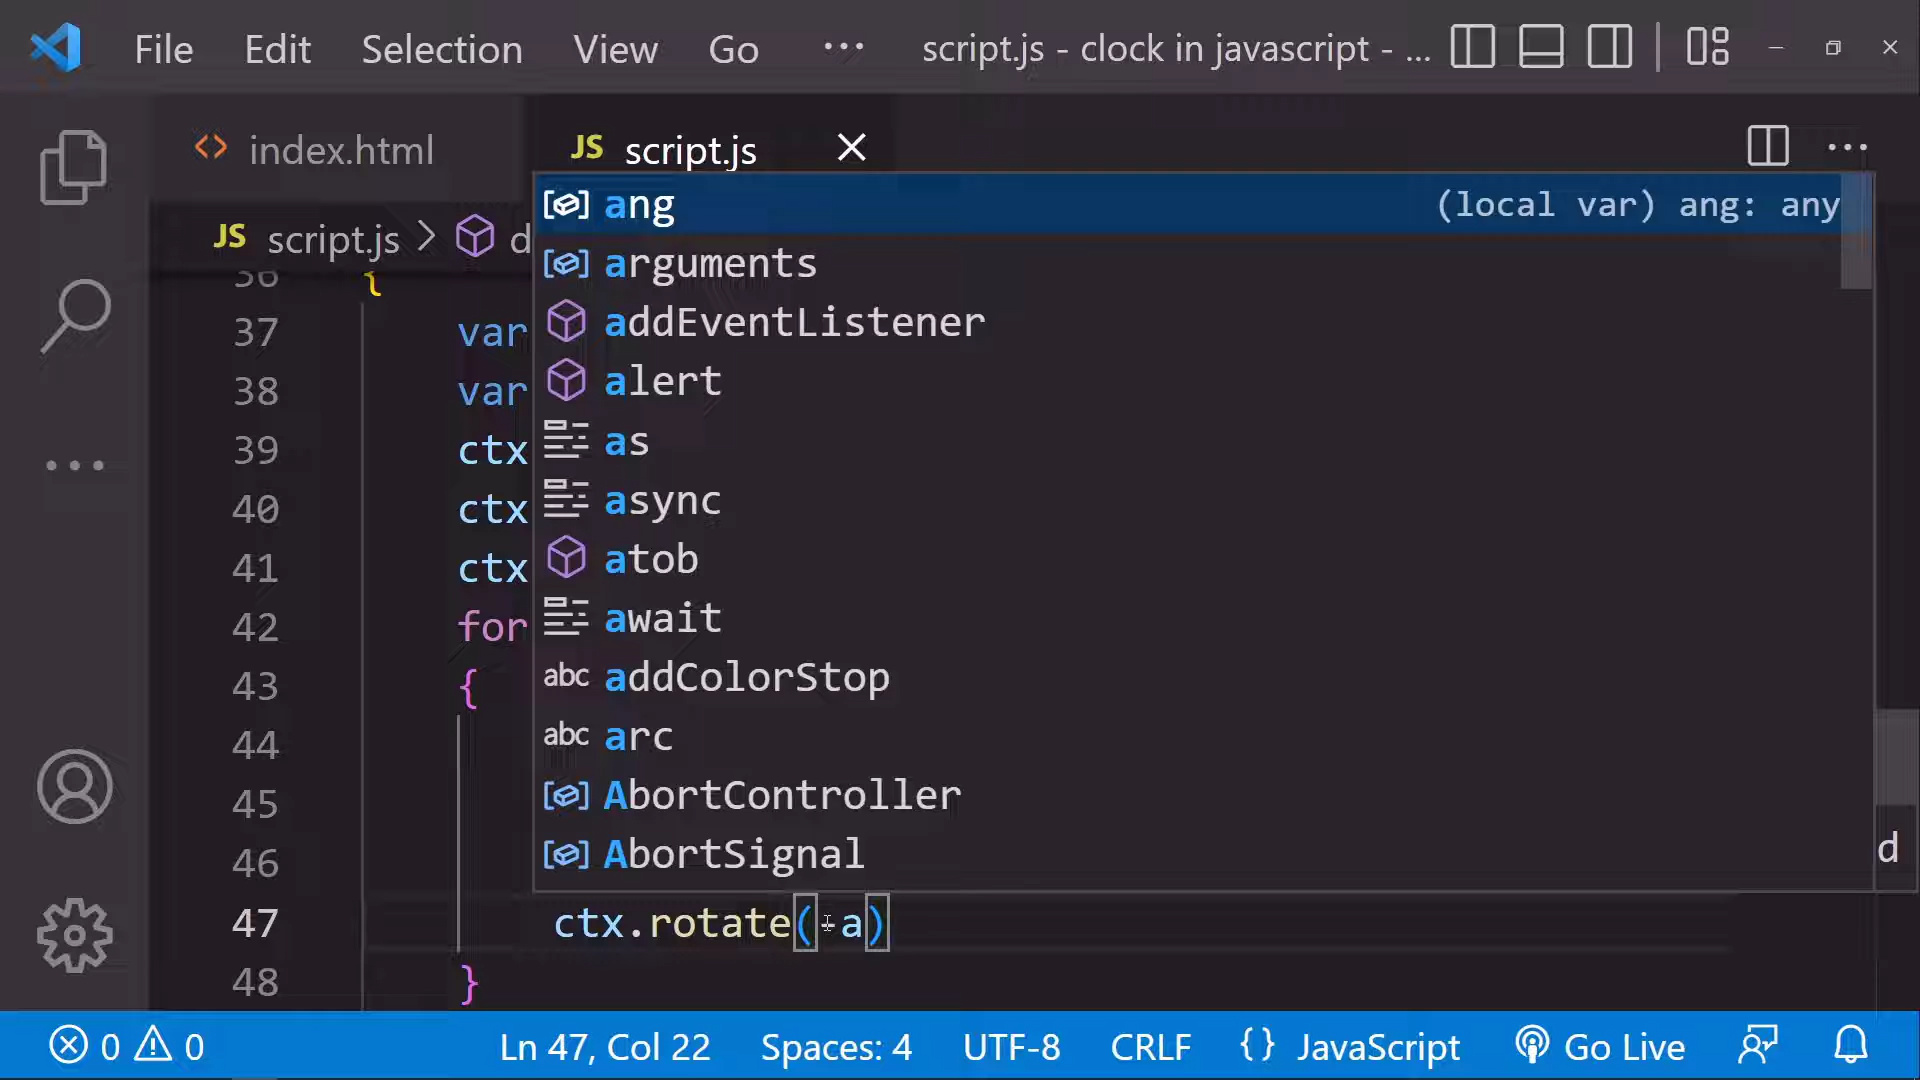 File Edit Selection View Go ··· script.js - clock in javascript - ...
index.html JS script.js
JS script.js > d
ang (local var) ang: any
arguments
addEventListener
alert
as
async
atob
await
abc addColorStop
abc arc
AbortController
AbortSignal
36 {
37 var
38 var
39 ctx
40 ctx
41 ctx
42 for
43 {
44
45
46 d
47 ctx.rotate(-a)
48 }
0 0 Ln 47, Col 22 Spaces: 4 UTF-8 CRLF {} JavaScript Go Live